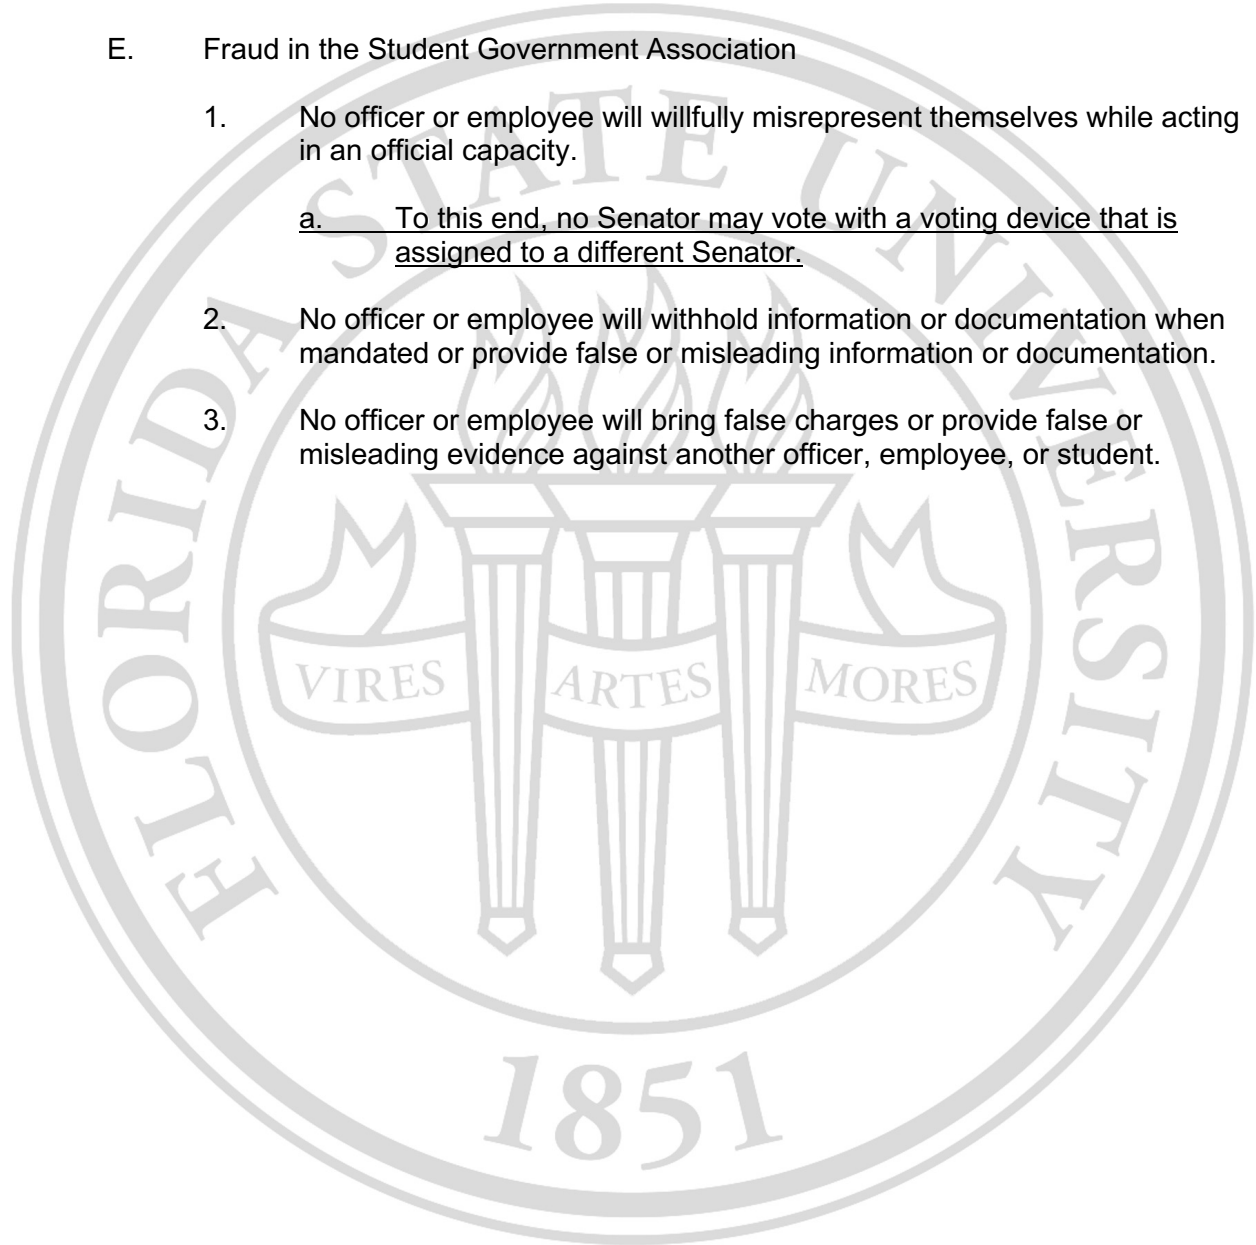 E. Fraud in the Student Government Association
1. No officer or employee will willfully misrepresent themselves while acting
in an official capacity.
a. To this end, no Senator may vote with a voting device that is
assigned to a different Senator.
2. No officer or employee will withhold information or documentation when
mandated or provide false or misleading information or documentation.
3. No officer or employee will bring false charges or provide false or
misleading evidence against another officer, employee, or student.
FLORIDA STATE UNIVERSITY
VIRES ARTES MORES
1851